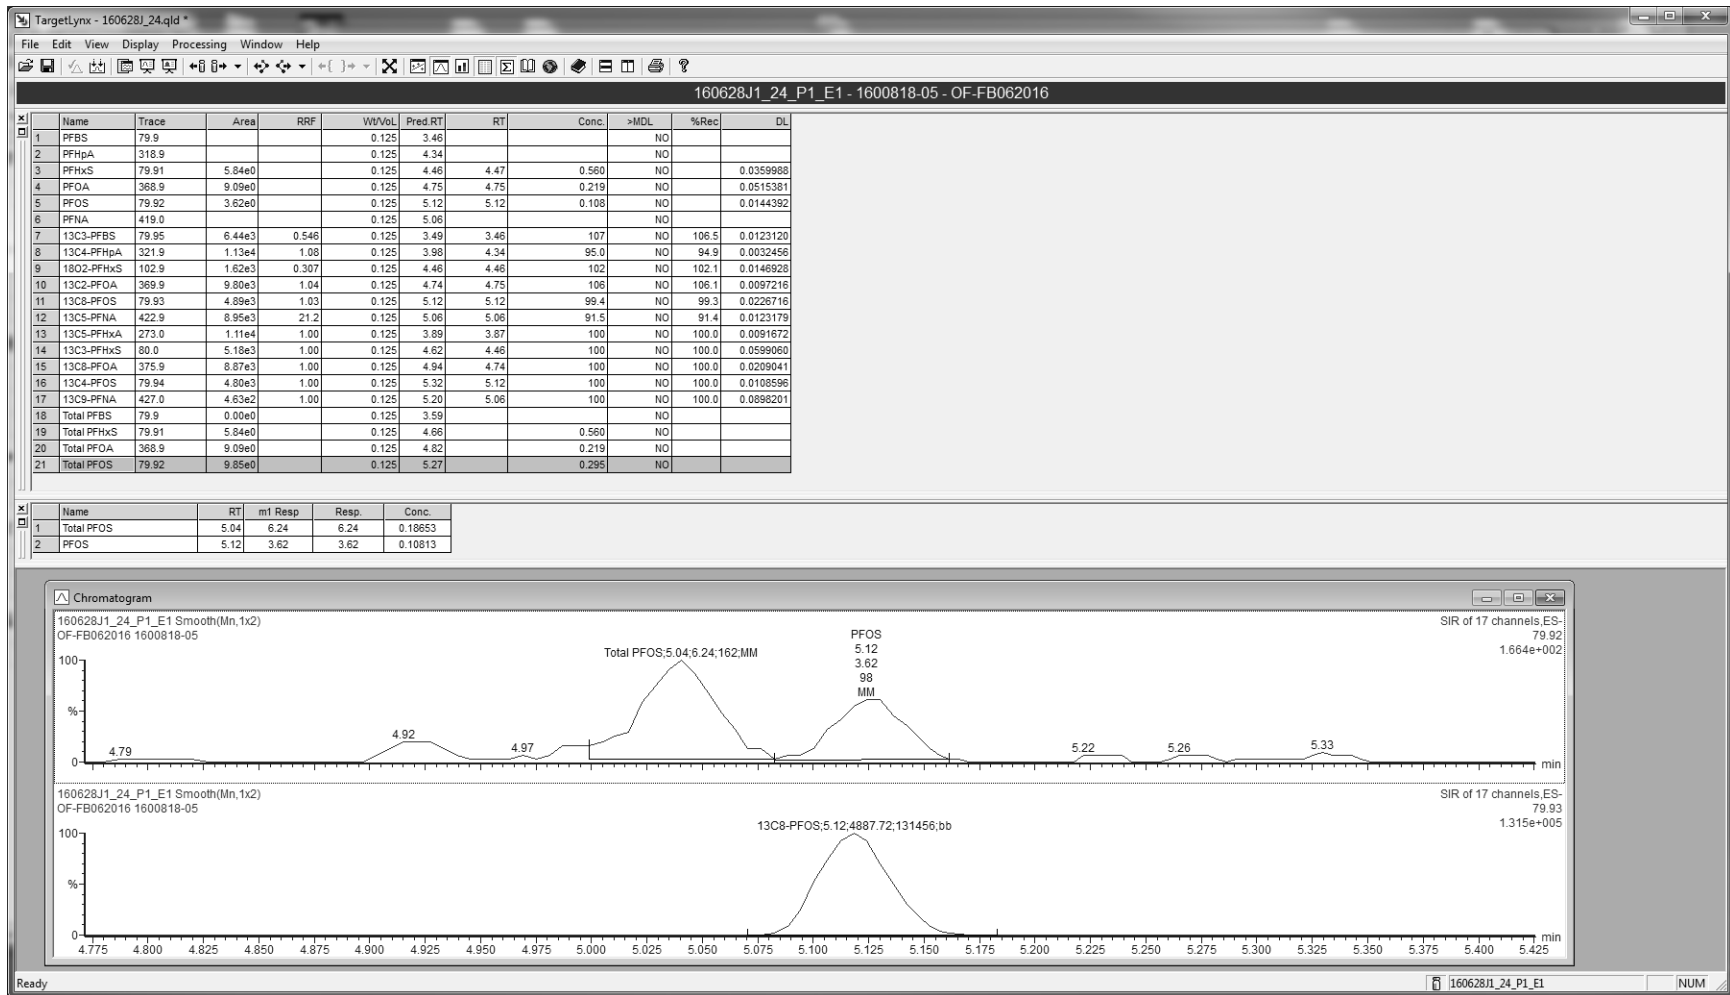 TargetLynx - 160628J_24.qld *
File Edit View Display Processing Window Help
160628J1_24_P1_E1 - 1600818-05 - OF-FB062016
Name Trace Area RRF Wt/Vol. Pred.RT RT Conc. >MDL %Rec DL
1 PFBS 79.9 0.125 3.46 NO
2 PFHpA 318.9 0.125 4.34 NO
3 PFHxS 79.91 5.84e0 0.125 4.46 4.47 0.560 NO 0.0359988
4 PFOA 368.9 9.09e0 0.125 4.75 4.75 0.219 NO 0.0515381
5 PFOS 79.92 3.62e0 0.125 5.12 5.12 0.108 NO 0.0144392
6 PFNA 419.0 0.125 5.06 NO
7 13C3-PFBS 79.95 6.44e3 0.546 0.125 3.49 3.46 107 NO 106.5 0.0123120
8 13C4-PFHpA 321.9 1.13e4 1.08 0.125 3.98 4.34 95.0 NO 94.9 0.0032456
9 18O2-PFHxS 102.9 1.62e3 0.307 0.125 4.46 4.46 102 NO 102.1 0.0146928
10 13C2-PFOA 369.9 9.80e3 1.04 0.125 4.74 4.75 106 NO 106.1 0.0097216
11 13C8-PFOS 79.93 4.89e3 1.03 0.125 5.12 5.12 99.4 NO 99.3 0.0226716
12 13C5-PFNA 422.9 8.95e3 21.2 0.125 5.06 5.06 91.5 NO 91.4 0.0123179
13 13C5-PFHxA 273.0 1.11e4 1.00 0.125 3.89 3.87 100 NO 100.0 0.0091672
14 13C3-PFHxS 80.0 5.18e3 1.00 0.125 4.62 4.46 100 NO 100.0 0.0599060
15 13C8-PFOA 375.9 8.87e3 1.00 0.125 4.94 4.74 100 NO 100.0 0.0209041
16 13C4-PFOS 79.94 4.80e3 1.00 0.125 5.32 5.12 100 NO 100.0 0.0108596
17 13C9-PFNA 427.0 4.63e2 1.00 0.125 5.20 5.06 100 NO 100.0 0.0898201
18 Total PFBS 79.9 0.00e0 0.125 3.59 NO
19 Total PFHxS 79.91 5.84e0 0.125 4.66 0.560 NO
20 Total PFOA 368.9 9.09e0 0.125 4.82 0.219 NO
21 Total PFOS 79.92 9.85e0 0.125 5.27 0.295 NO
Name RT m1 Resp Resp. Conc.
1 Total PFOS 5.04 6.24 6.24 0.18653
2 PFOS 5.12 3.62 3.62 0.10813
Chromatogram
160628J1_24_P1_E1 Smooth(Mn,1x2)
OF-FB062016 1600818-05
SIR of 17 channels,ES-
79.92
1.664e+002
PFOS
5.12
3.62
98
MM
Total PFOS;5.04;6.24;162;MM
100
%
0
4.79 4.92 4.97 5.22 5.26 5.33
min
160628J1_24_P1_E1 Smooth(Mn,1x2)
OF-FB062016 1600818-05
SIR of 17 channels,ES-
79.93
1.315e+005
13C8-PFOS;5.12;4887.72;131456;bb
100
%
0
min
4.775 4.800 4.825 4.850 4.875 4.900 4.925 4.950 4.975 5.000 5.025 5.050 5.075 5.100 5.125 5.150 5.175 5.200 5.225 5.250 5.275 5.300 5.325 5.350 5.375 5.400 5.425
Ready 160628J1_24_P1_E1 NUM